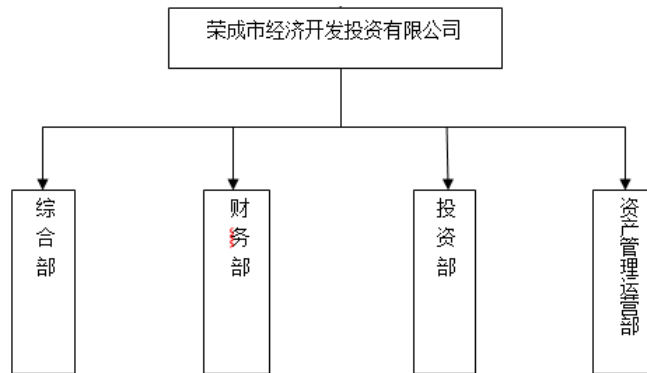 荣成市经济开发投资有限公司
综合部
财务部
投资部
资产管理运营部